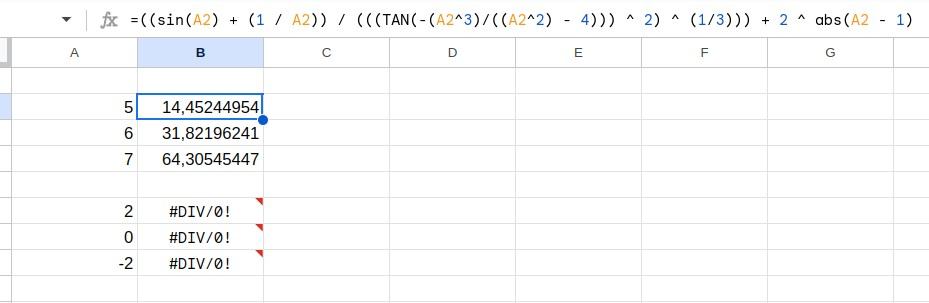 fx =((sin(A2) + (1 / A2)) / (((TAN(-(A2^3)/((A2^2) - 4))) ^ 2) ^ (1/3))) + 2 ^ abs(A2 - 1)
A B C D E F G
5 14,45244954
6 31,82196241
7 64,30545447
2 #DIV/0!
0 #DIV/0!
-2 #DIV/0!